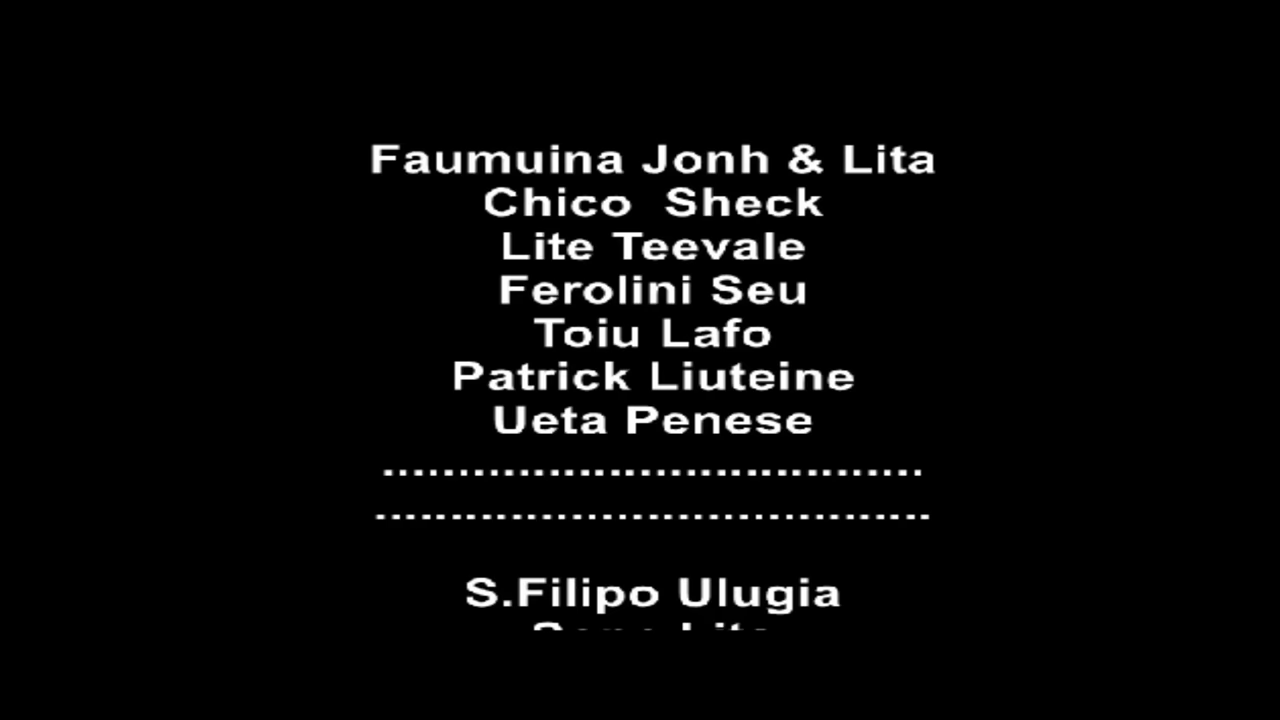 Faumuina Jonh & Lita
Chico  Sheck
Lite Teevale
Ferolini Seu
Toiu Lafo
Patrick Liuteine
Ueta Penese
....................................
.....................................
S.Filipo Ulugia